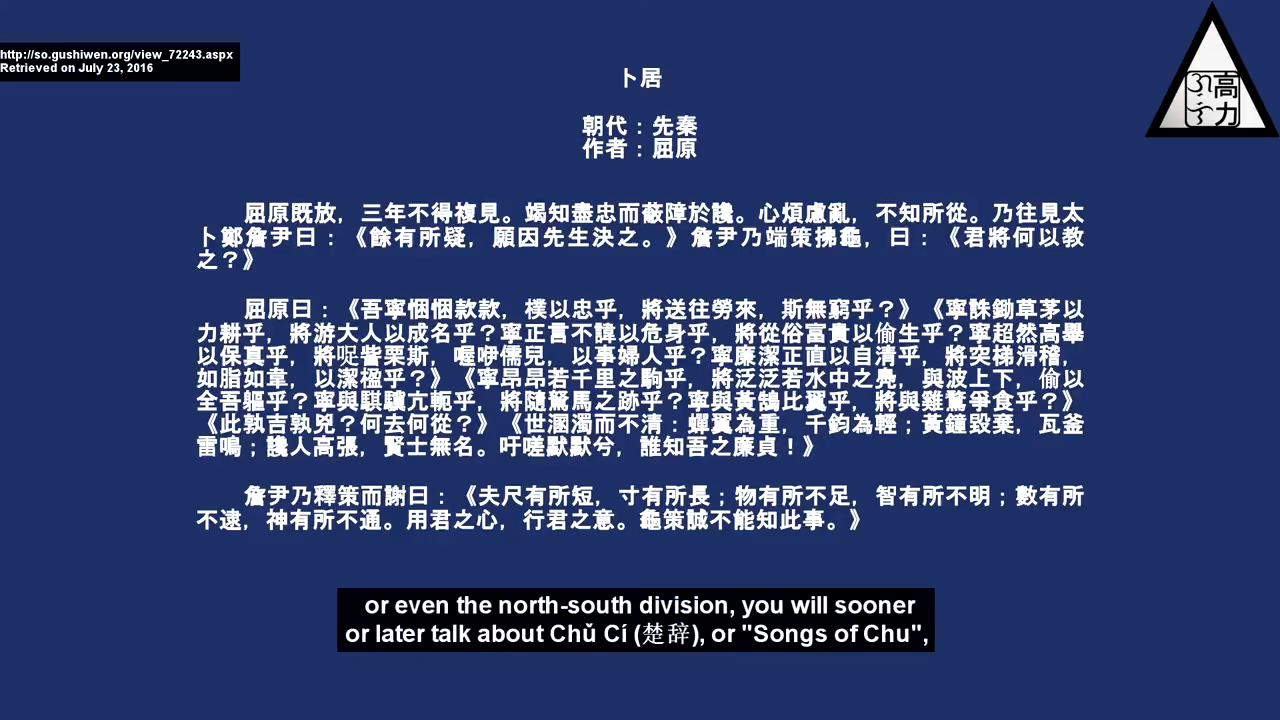 http://so.gushiwen.org/view_72243.aspx
Retrieved on July 23, 2016
高
力
卜居
朝代：先秦
作者：屈原
屈原既放，三年不得複見。竭知盡忠而蔽障於讒。心煩慮亂，不知所從。乃往見太
卜鄭詹尹曰：《餘有所疑，願因先生決之。》詹尹乃端策拂龜，曰：《君將何以教
之？》
屈原曰：《吾寧悃悃款款，樸以忠乎，將送往勞來，斯無窮乎？》《寧誅鋤草茅以
力耕乎，將游大人以成名乎？寧正言不諱以危身乎，將從俗富貴以偷生乎？寧超然高舉
以保真乎，將哫訾栗斯，喔咿儒兒，以事婦人乎？寧廉潔正直以自清乎，將突梯滑稽，
如脂如韋，以潔楹乎？》《寧昂昂若千里之駒乎，將泛泛若水中之鳧，與波上下，偷以
全吾軀乎？寧與騏驥亢軛乎，將隨駑馬之跡乎？寧與黃鵠比翼乎，將與雞鶩爭食乎？》
《此孰吉孰兇？何去何從？》《世溷濁而不清：蟬翼為重，千鈞為輕；黃鐘毀棄，瓦釜
雷鳴；讒人高張，賢士無名。吁嗟默默兮，誰知吾之廉貞！》
詹尹乃釋策而謝曰：《夫尺有所短，寸有所長；物有所不足，智有所不明；數有所
不逮，神有所不通。用君之心，行君之意。龜策誠不能知此事。》
or even the north-south division, you will sooner
or later talk about Chǔ Cí (楚辞), or "Songs of Chu",